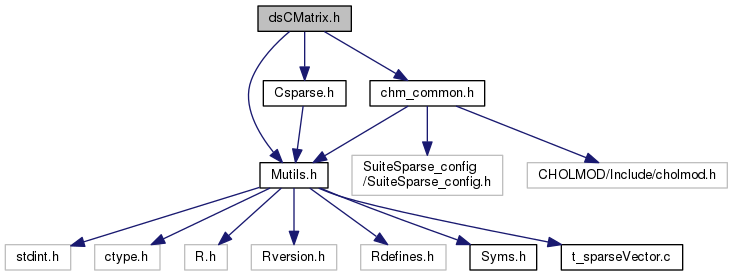 dsCMatrix.h
Csparse.h
chm_common.h
Mutils.h
SuiteSparse_config
/SuiteSparse_config.h
CHOLMOD/Include/cholmod.h
stdint.h
ctype.h
R.h
Rversion.h
Rdefines.h
Syms.h
t_sparseVector.c